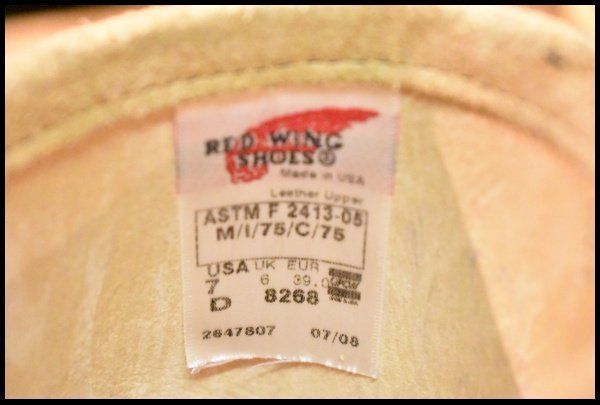 RED WING
SHOES®
Made in USA
Leather Upper
ASTM F 2413-05
M/I/75/C/75
USA UK EUR
7 6 39.0
D 8268
2647807 07/08